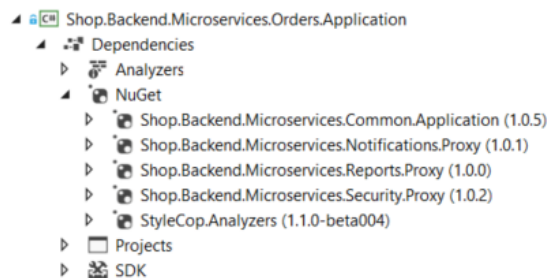 C# Shop.Backend.Microservices.Orders.Application
Dependencies
Analyzers
NuGet
Shop.Backend.Microservices.Common.Application (1.0.5)
Shop.Backend.Microservices.Notifications.Proxy (1.0.1)
Shop.Backend.Microservices.Reports.Proxy (1.0.0)
Shop.Backend.Microservices.Security.Proxy (1.0.2)
StyleCop.Analyzers (1.1.0-beta004)
Projects
SDK